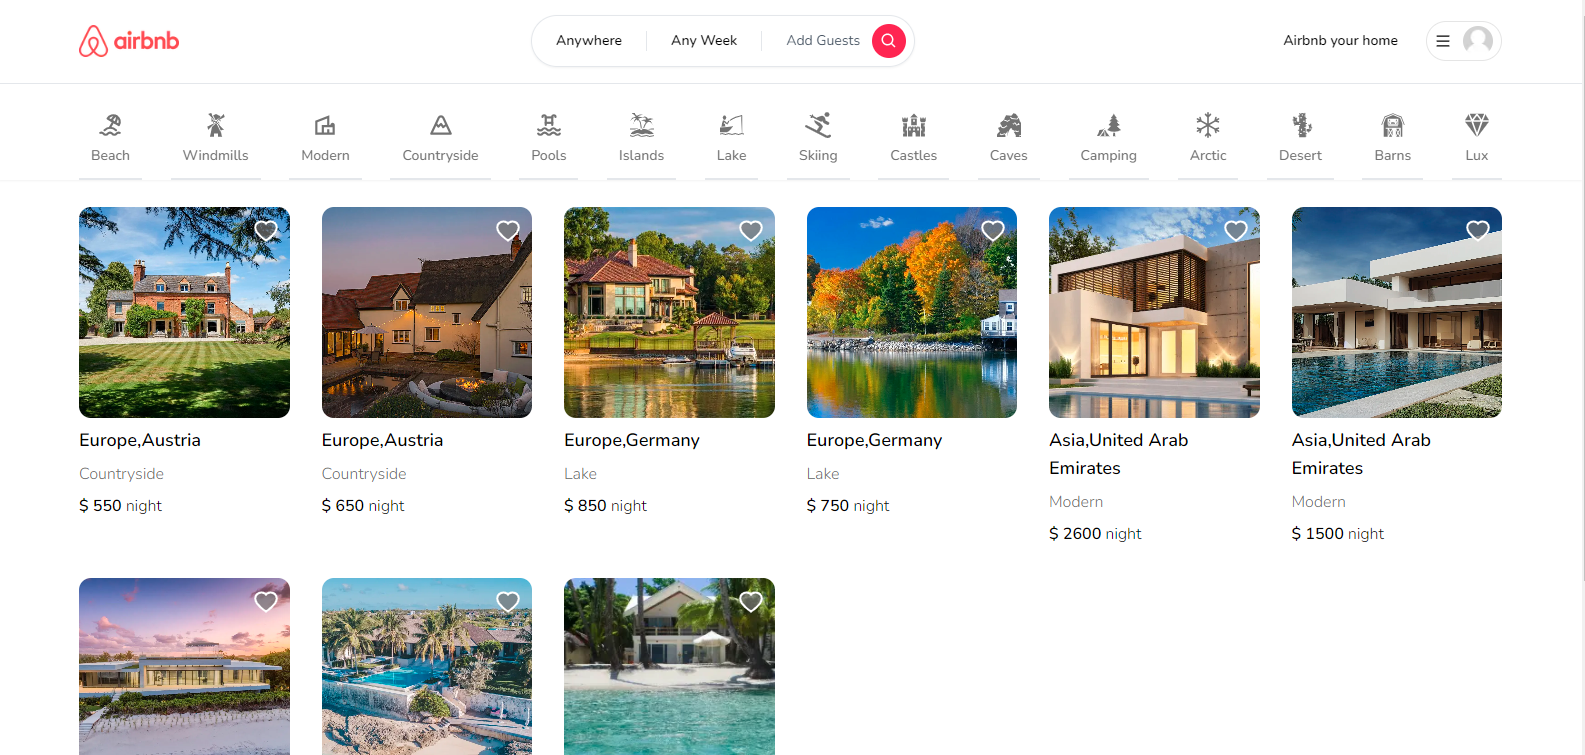 airbnb
Anywhere Any Week Add Guests
Airbnb your home
Beach Windmills Modern Countryside Pools Islands Lake Skiing Castles Caves Camping Arctic Desert Barns Lux
Europe,Austria
Countryside
$ 550 night
Europe,Austria
Countryside
$ 650 night
Europe,Germany
Lake
$ 850 night
Europe,Germany
Lake
$ 750 night
Asia,United Arab
Emirates
Modern
$ 2600 night
Asia,United Arab
Emirates
Modern
$ 1500 night